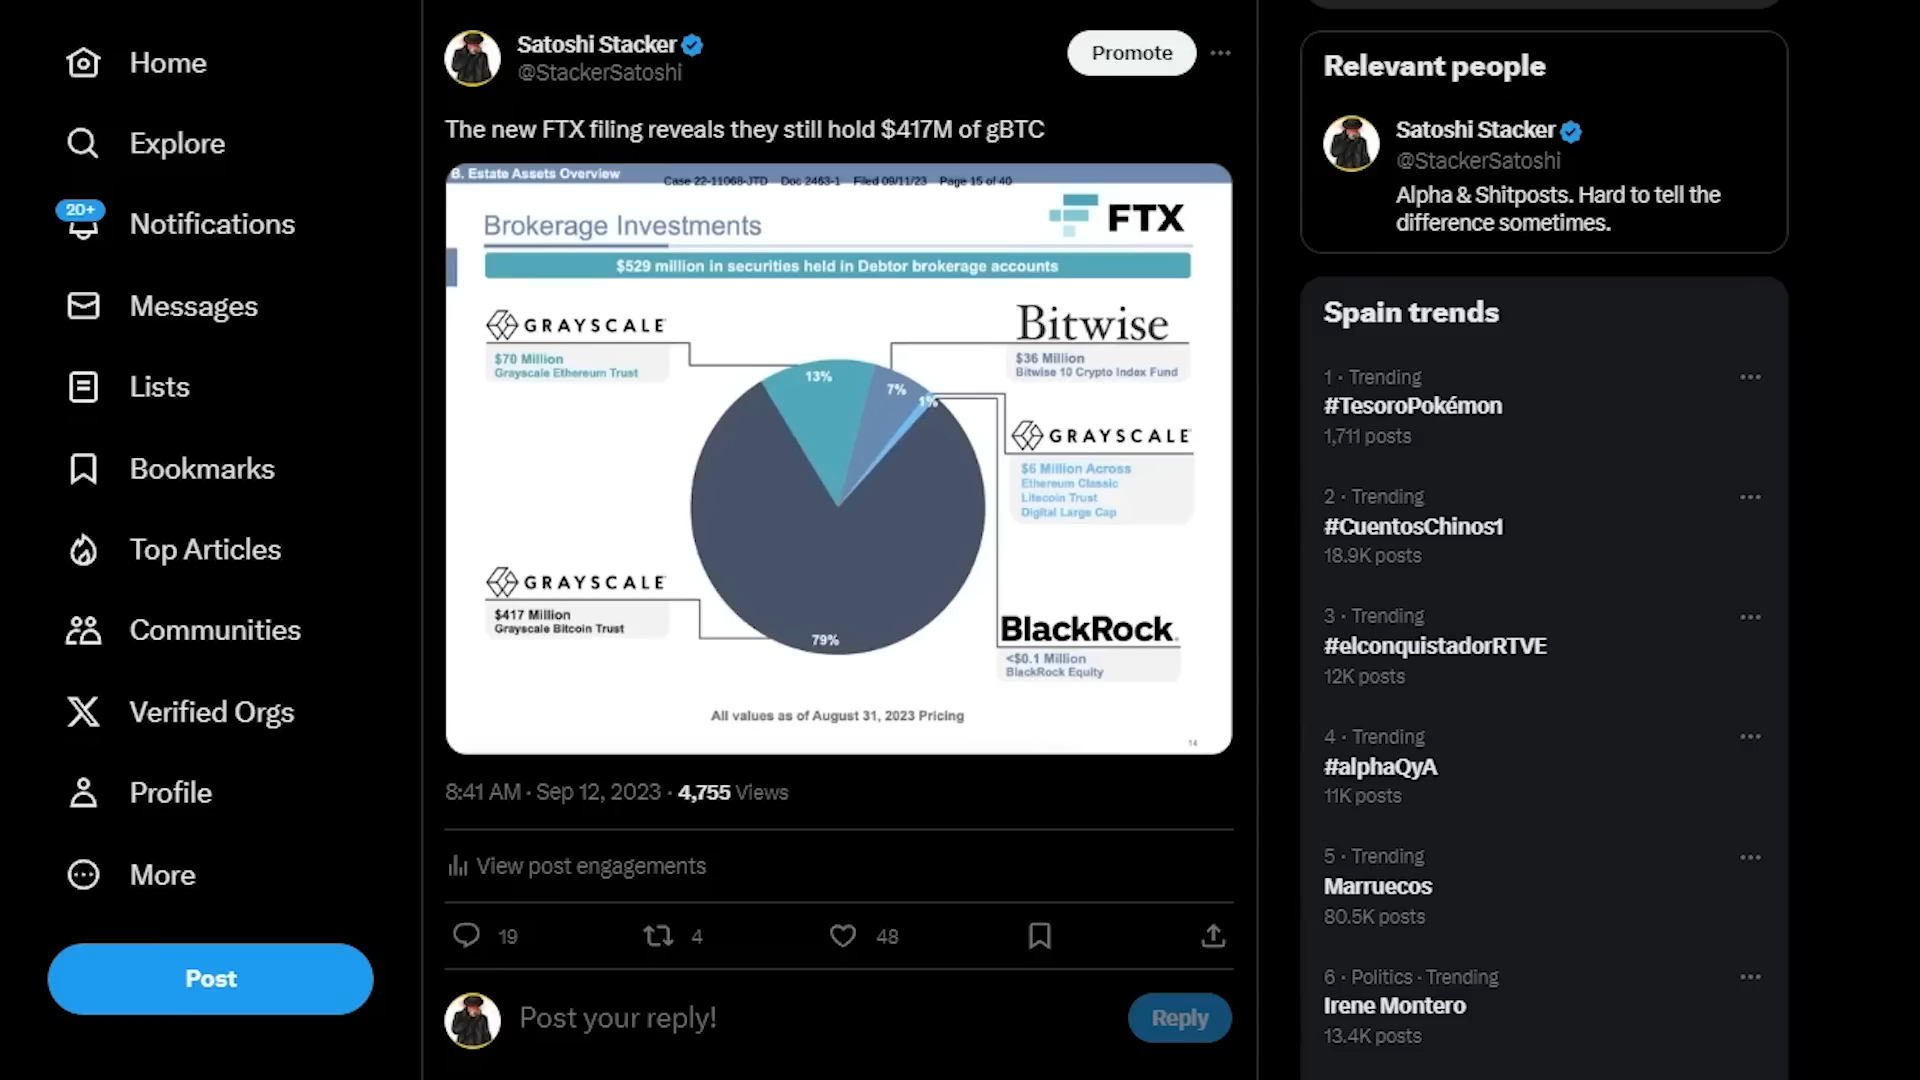 Home
Explore
20+
Notifications
Messages
Lists
Bookmarks
Top Articles
Communities
Verified Orgs
Profile
More
Post
Satoshi Stacker
@StackerSatoshi
Promote
The new FTX filing reveals they still hold $417M of gBTC
B. Estate Assets Overview
Case 22-11068-JTD Doc 2463-1 Filed 09/11/23 Page 15 of 40
Brokerage Investments
FTX
$529 million in securities held in Debtor brokerage accounts
GRAYSCALE
$70 Million
Grayscale Ethereum Trust
Bitwise
$36 Million
Bitwise 10 Crypto Index Fund
13%
7%
1%
GRAYSCALE
$6 Million Across
Ethereum Classic
Litecoin Trust
Digital Large Cap
GRAYSCALE
$417 Million
Grayscale Bitcoin Trust
79%
BlackRock.
<$0.1 Million
BlackRock Equity
All values as of August 31, 2023 Pricing
14
8:41 AM · Sep 12, 2023 · 4,755 Views
View post engagements
19
4
48
Post your reply!
Reply
Relevant people
Satoshi Stacker
@StackerSatoshi
Alpha & Shitposts. Hard to tell the
difference sometimes.
Spain trends
1 · Trending
#TesoroPokémon
1,711 posts
2 · Trending
#CuentosChinos1
18.9K posts
3 · Trending
#elconquistadorRTVE
12K posts
4 · Trending
#alphaQyA
11K posts
5 · Trending
Marruecos
80.5K posts
6 · Politics · Trending
Irene Montero
13.4K posts